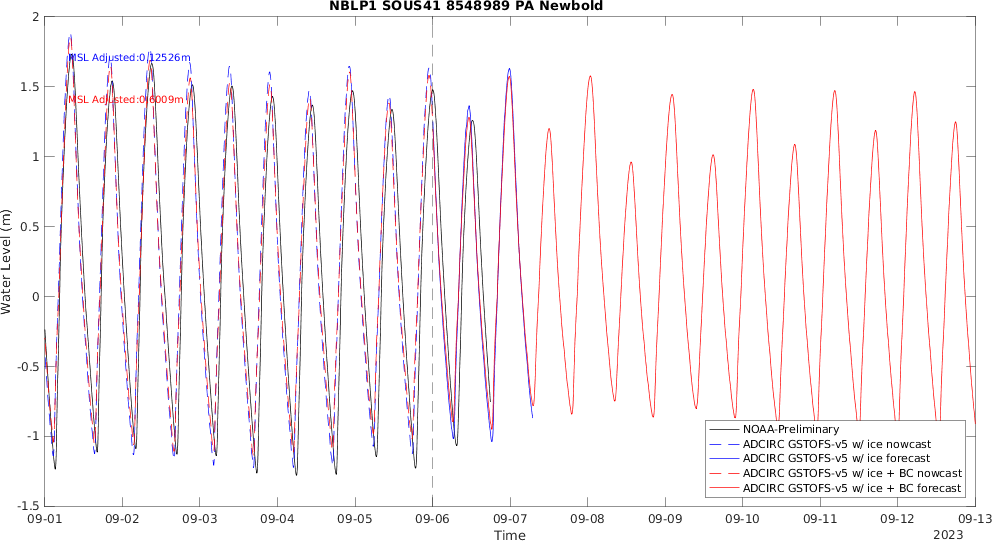 NBLP1 SOUS41 8548989 PA Newbold
2
1.5
1
0.5
0
-0.5
-1
-1.5
Water Level (m)
MSL Adjusted:0.12526m
MSL Adjusted:0.6009m
NOAA-Preliminary
ADCIRC GSTOFS-v5 w/ ice nowcast
ADCIRC GSTOFS-v5 w/ ice forecast
ADCIRC GSTOFS-v5 w/ ice + BC nowcast
ADCIRC GSTOFS-v5 w/ ice + BC forecast
09-01 09-02 09-03 09-04 09-05 09-06 09-07 09-08 09-09 09-10 09-11 09-12 09-13
Time
2023